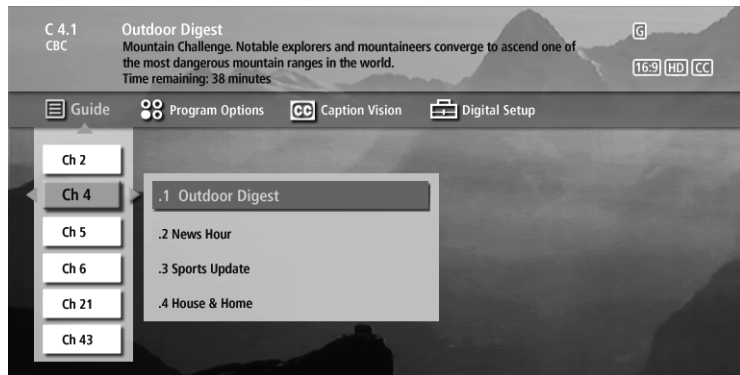 C 4.1 Outdoor Digest G
CBC Mountain Challenge. Notable explorers and mountaineers converge to ascend one of
the most dangerous mountain ranges in the world. 16:9 HD CC
Time remaining: 38 minutes
Guide Program Options CC Caption Vision Digital Setup
Ch 2
Ch 4 .1 Outdoor Digest
Ch 5 .2 News Hour
Ch 6 .3 Sports Update
Ch 21 .4 House & Home
Ch 43